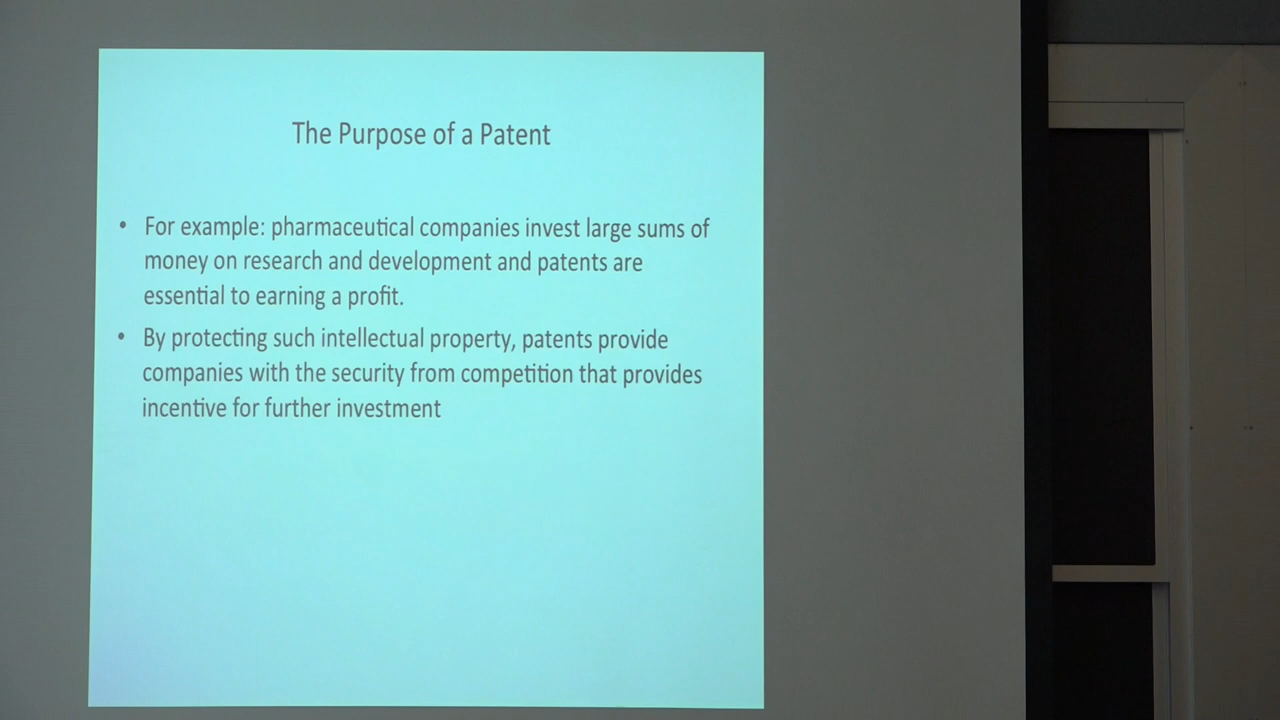 The Purpose of a Patent
• For example: pharmaceutical companies invest large sums of
money on research and development and patents are
essential to earning a profit.
• By protecting such intellectual property, patents provide
companies with the security from competition that provides
incentive for further investment